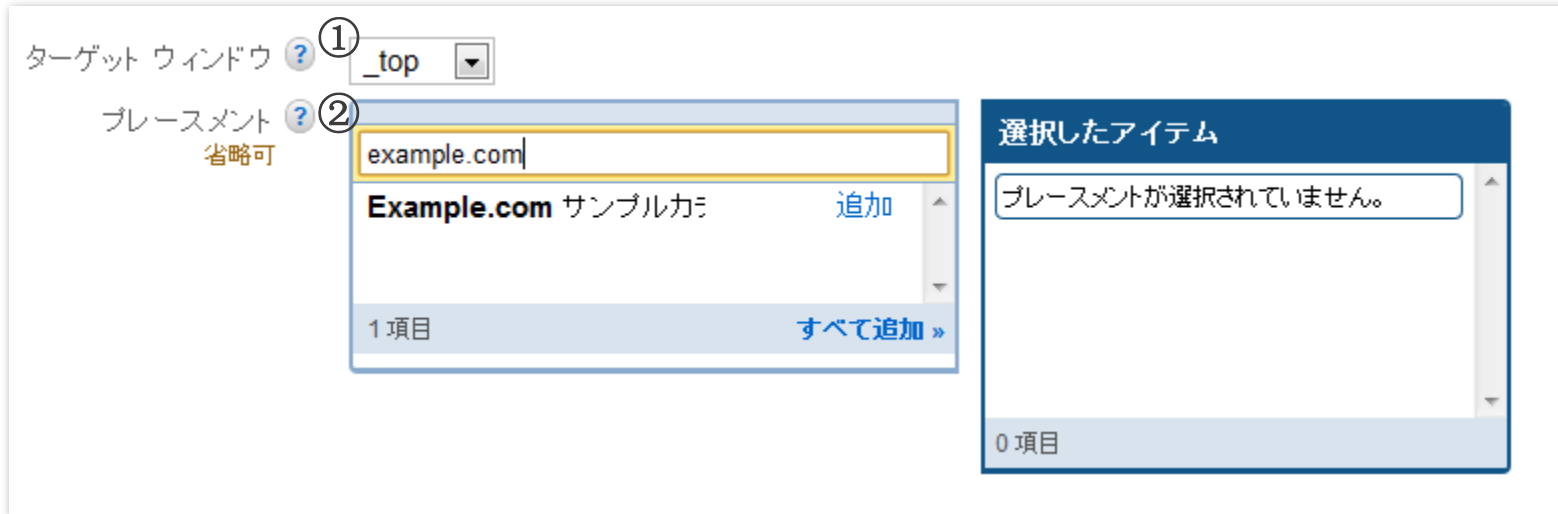 ターゲット ウィンドウ ? ① _top
プレースメント ? ②
省略可
example.com
Example.com サンプルカラ 追加
1 項目 すべて追加 »
選択したアイテム
プレースメントが選択されていません。
0 項目